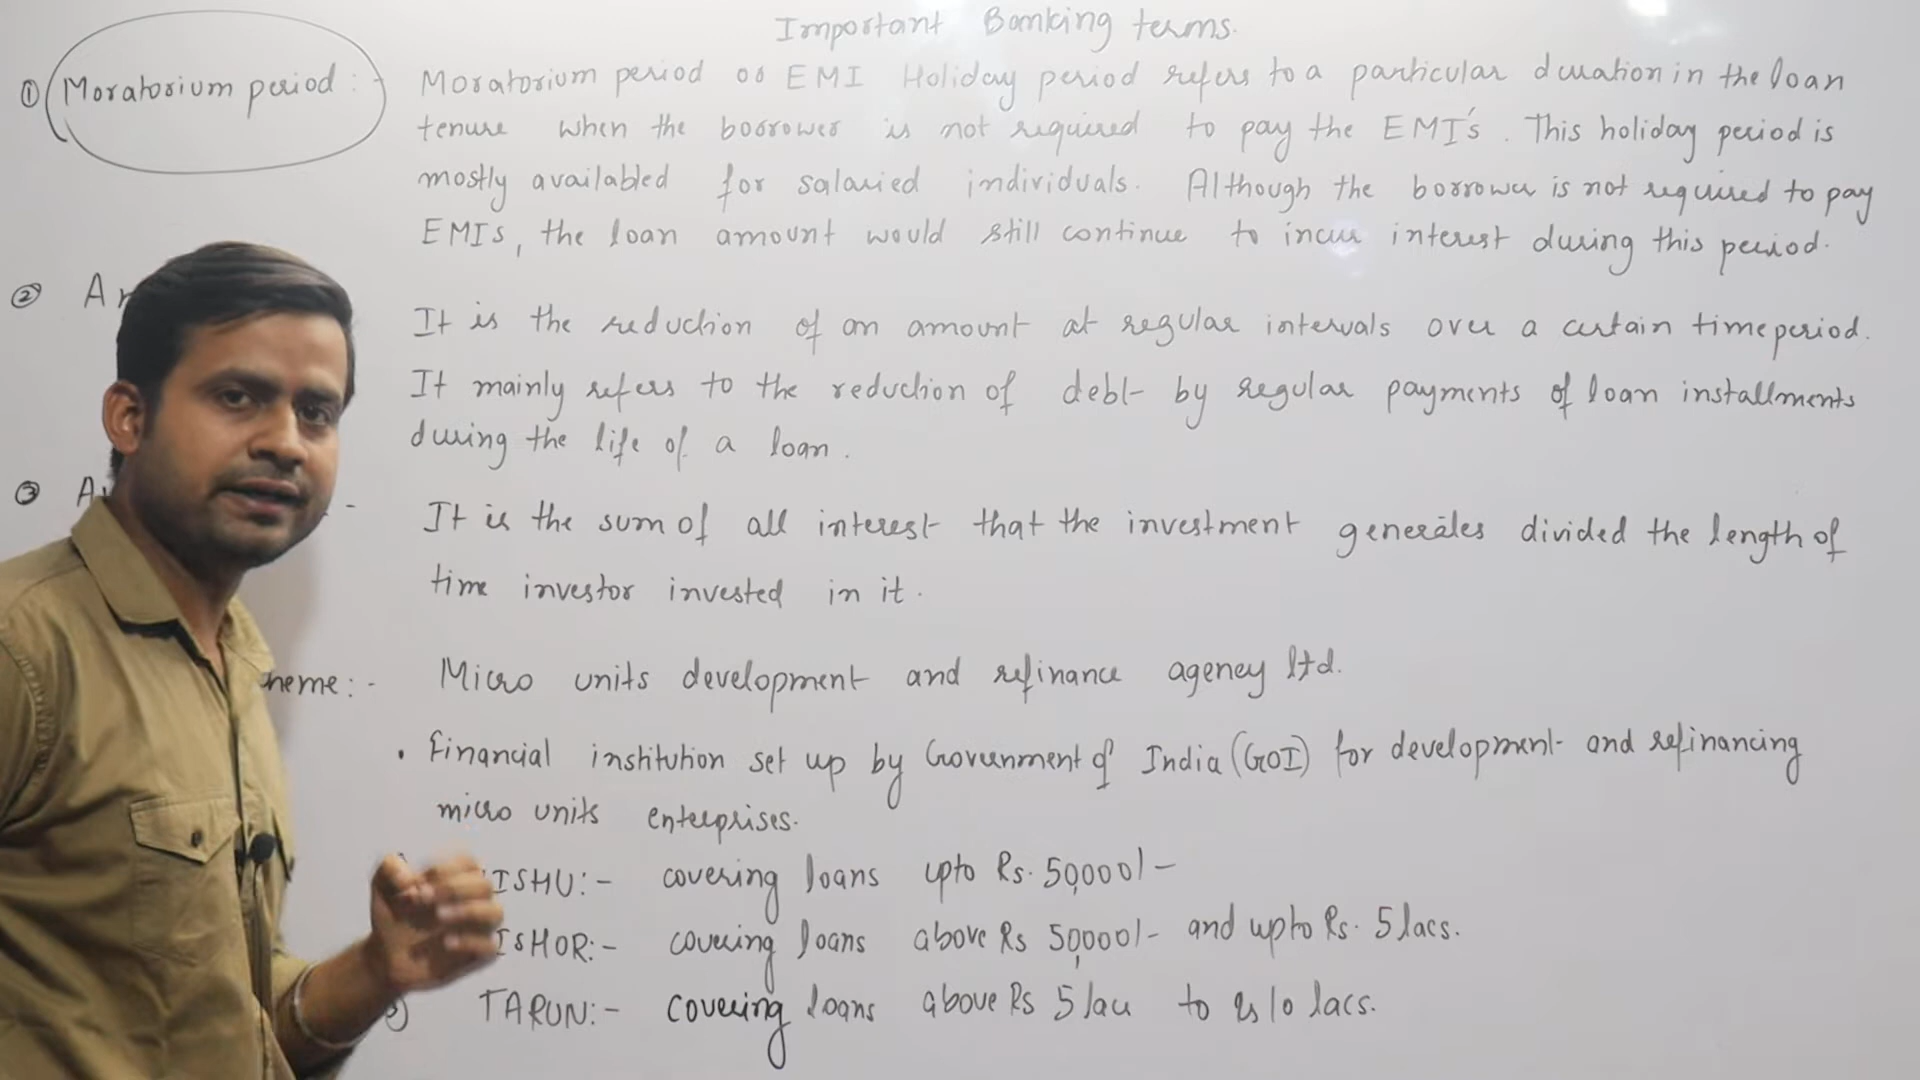 Important Banking terms.
① Moratorium period :- Moratorium period or EMI Holiday period refers to a particular duration in the loan
tenure when the borrower is not required to pay the EMI's. This holiday period is
mostly availabled for salaried individuals. Although the borrower is not required to pay
EMIs, the loan amount would still continue to incur interest during this period.
②
It is the reduction of an amount at regular intervals over a certain time period.
It mainly refers to the reduction of debt by regular payments of loan installments
during the life of a loan.
③
It is the sum of all interest that the investment generates divided the length of
time investor invested in it.
heme:- Micro units development and refinance agency ltd.
• Financial institution set up by Government of India (GOI) for development and refinancing
micro units enterprises.
ISHU:- covering loans upto Rs. 50,000/-
ISHOR:- covering loans above Rs 50,000/- and upto Rs. 5 lacs.
TARUN:- covering loans above Rs 5 lac to Rs 10 lacs.